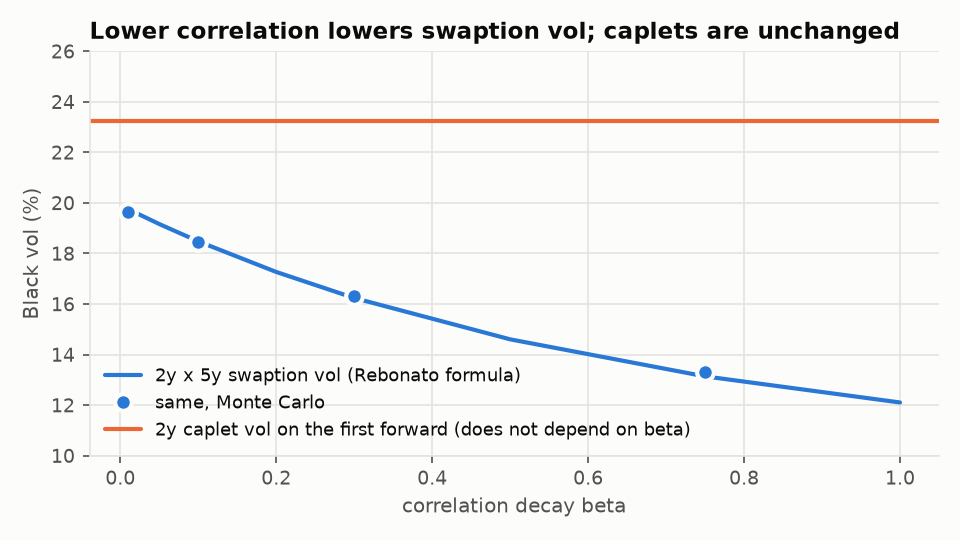 Lower correlation lowers swaption vol; caplets are unchanged
Black vol (%)
26
24
22
20
18
16
14
12
10
2y x 5y swaption vol (Rebonato formula)
same, Monte Carlo
2y caplet vol on the first forward (does not depend on beta)
0.0 0.2 0.4 0.6 0.8 1.0
correlation decay beta